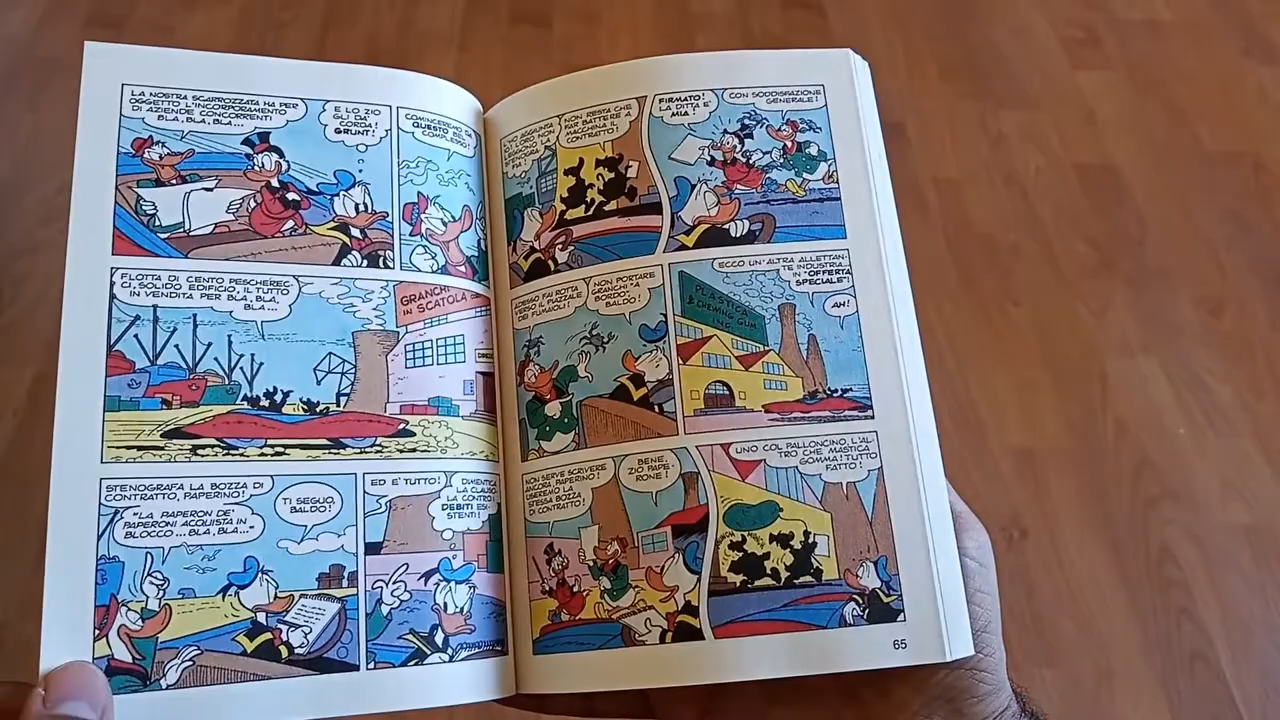 LA NOSTRA SCARROZZATA HA PER
OGGETTO L'INCORPORAMENTO
DI AZIENDE CONCORRENTI
BLA, BLA, BLA...
E LO ZIO
GLI DA'
CORDA!
GRUNT!
COMINCEREMO DA
QUESTO BEL
COMPLESSO!
FLOTTA DI CENTO PESCHEREC-
CI, SOLIDO EDIFICIO, IL TUTTO
IN VENDITA PER BLA, BLA,
BLA...
GRANCHI
IN SCATOLA
STENOGRAFA LA BOZZA DI
CONTRATTO, PAPERINO!
"LA PAPERON DE'
PAPERONI ACQUISTA IN
BLOCCO ...BLA, BLA..."
TI SEGUO,
BALDO!
ED E' TUTTO!
DIMENTICA
LA CLAUSO-
LA CONTRO I
DEBITI ESI-
STENTI!
AGGIUNTA
NON
NON RESTA CHE
FAR BATTERE A
MACCHINA IL
CONTRATTO!
FIRMATO!
LA DITTA E'
MIA!
CON SODDISFAZIONE
GENERALE!
ADESSO FAI ROTTA
VERSO IL PIAZZALE
DEI FUMAIOLI!
NON PORTARE
GRANCHI "A
BORDO",
BALDO!
ECCO UN'ALTRA ALLETTAN-
TE INDUSTRIA...
IN "OFFERTA
SPECIALE"!
AH!
PLASTICA
& CHEWING GUM
INC.
NON SERVE SCRIVERE
ANCORA, PAPERINO!
USEREMO LA
STESSA BOZZA
DI CONTRATTO!
BENE,
ZIO PAPE-
RONE!
UNO COL PALLONCINO, L'AL-
TRO CHE MASTICA
GOMMA! TUTTO
FATTO!
65